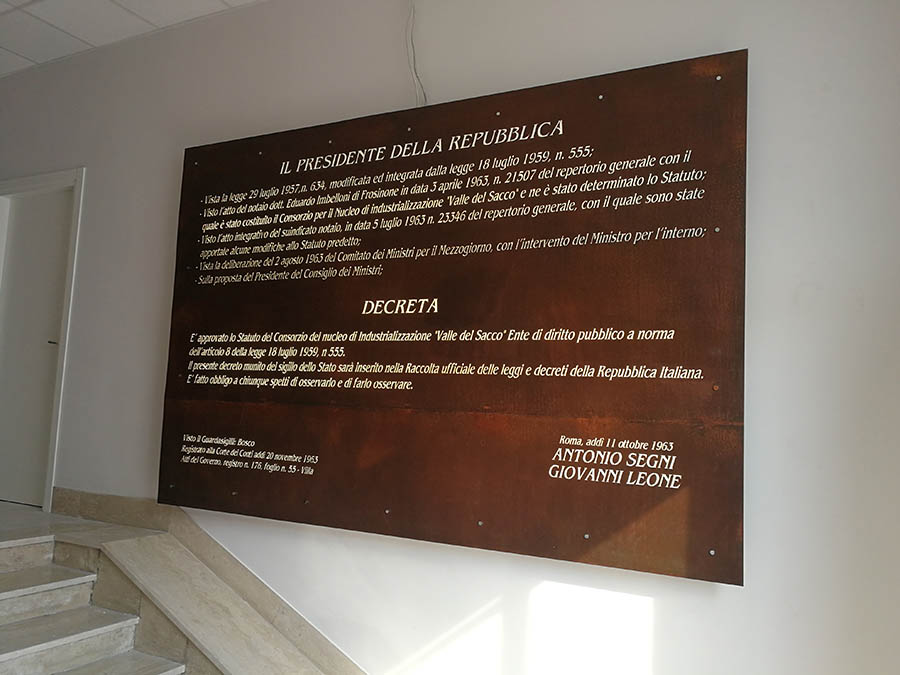 IL PRESIDENTE DELLA REPUBBLICA
- Vista la legge 29 luglio 1957,n. 634, modificata ed integrata dalla legge 18 luglio 1959, n. 555;
- Visto l'atto del notaio dott. Eduardo Imbelloni di Frosinone in data 3 aprile 1963, n. 21507 del repertorio generale con il
quale è stato costituito il Consorzio per il Nucleo di industrializzazione 'Valle del Sacco' e ne è stato determinato lo Statuto;
- Visto l'atto integrativo del suindicato notaio, in data 5 luglio 1963 n. 23346 del repertorio generale, con il quale sono state
apportate alcune modifiche allo Statuto predetto;
- Vista la deliberazione del 2 agosto 1963 del Comitato dei Ministri per il Mezzogiorno, con l'intervento del Ministro per l'interno;
- Sulla proposta del Presidente del Consiglio dei Ministri;
DECRETA
E' approvato lo Statuto del Consorzio del nucleo di Industrializzazione "Valle del Sacco" Ente di diritto pubblico a norma
dell'articolo 8 della legge 18 luglio 1959, n 555.
Il presente decreto munito del sigillo dello Stato sarà inserito nella Raccolta ufficiale delle leggi e decreti della Repubblica Italiana.
E' fatto obbligo a chiunque spetti di osservarlo e di farlo osservare.
Visto il Guardasigilli: Bosco
Registrato alla Corte dei Conti addì 20 novembre 1963
Atti del Governo, registro n. 176, foglio n. 53 - Villa
Roma, addì 11 ottobre 1963
ANTONIO SEGNI
GIOVANNI LEONE